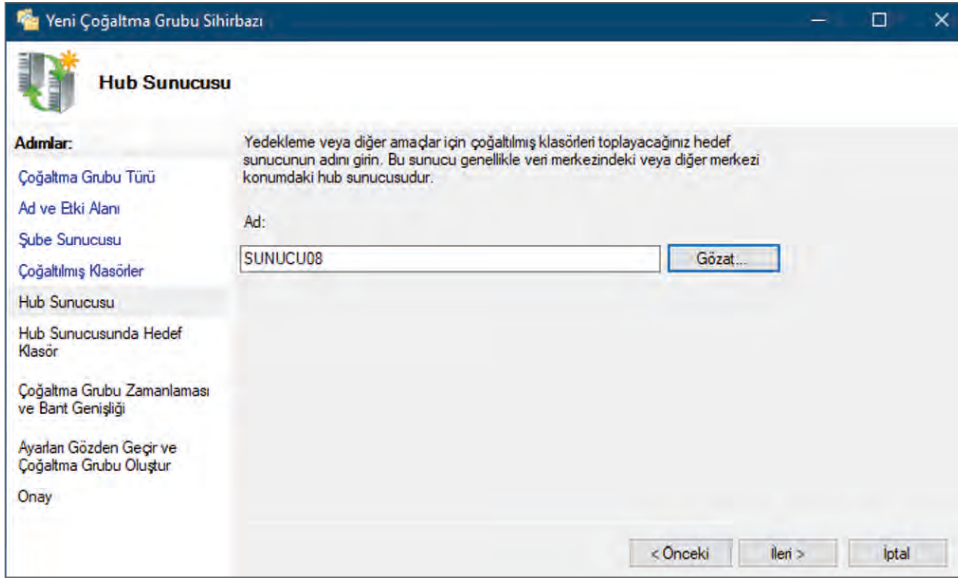 Yeni Çoğaltma Grubu Sihirbazı
Hub Sunucusu
Adımlar:
Çoğaltma Grubu Türü
Ad ve Etki Alanı
Şube Sunucusu
Çoğaltılmış Klasörler
Hub Sunucusu
Hub Sunucusunda Hedef
Klasör
Çoğaltma Grubu Zamanlaması
ve Bant Genişliği
Ayarları Gözden Geçir ve
Çoğaltma Grubu Oluştur
Onay
Yedekleme veya diğer amaçlar için çoğaltılmış klasörleri toplayacağınız hedef
sunucunun adını girin. Bu sunucu genellikle veri merkezindeki veya diğer merkezi
konumdaki hub sunucusudur.
Ad:
SUNUCU08
Gözat...
< Önceki
İleri >
İptal